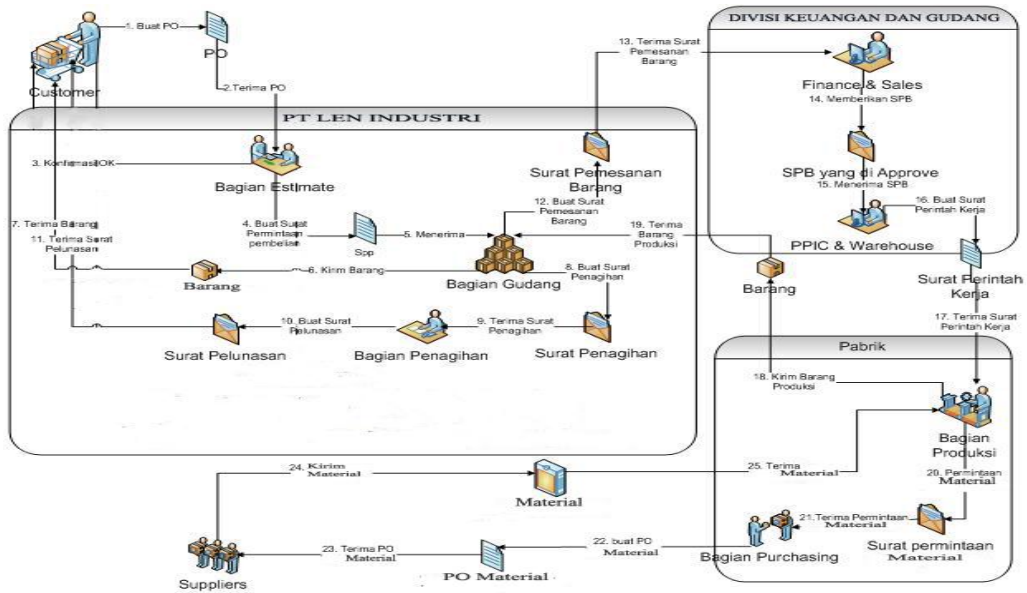 1. Buat PO
PO
Customer
2.Terima PO
DIVISI KEUANGAN DAN GUDANG
13. Terima Surat
Pemesanan
Barang
Finance & Sales
14. Memberikan SPB
SPB yang di Approve
15. Menerima SPB
16. Buat Surat
Perintah Kerja
PPIC & Warehouse
Surat Perintah
Kerja
17. Terima Surat
Perintah Kerja
PT LEN INDUSTRI
3. Konfirmasi OK
Bagian Estimate
Surat Pemesanan
Barang
4. Buat Surat
Permintaan
pembelian
Spp
5. Menerima
12. Buat Surat
Pemesanan
Barang
19. Terima
Barang
Produksi
7. Terima Barang
11. Terima Surat
Pelunasan
6. Kirim Barang
Barang
Bagian Gudang
8. Buat Surat
Penagihan
Barang
10. Buat Surat
Pelunasan
9. Terima Surat
Penagihan
Surat Pelunasan
Bagian Penagihan
Surat Penagihan
Pabrik
18. Kirim Barang
Produksi
Bagian
Produksi
20. Permintaan
Material
21.Terima Permintaan
Material
Surat permintaan
Material
Bagian Purchasing
22. buat PO
Material
PO Material
23. Terima PO
Material
Suppliers
24. Kirim
Material
Material
25. Terima
Material